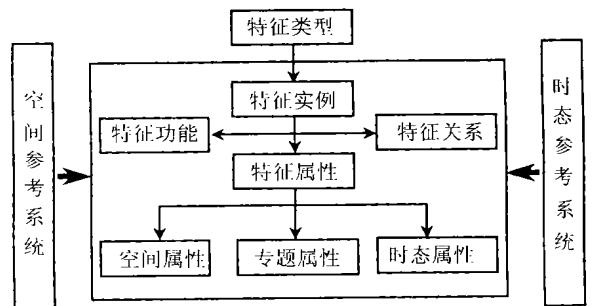 特征类型
空间参考系统
特征实例
时态参考系统
特征功能
特征关系
特征属性
空间属性
专题属性
时态属性